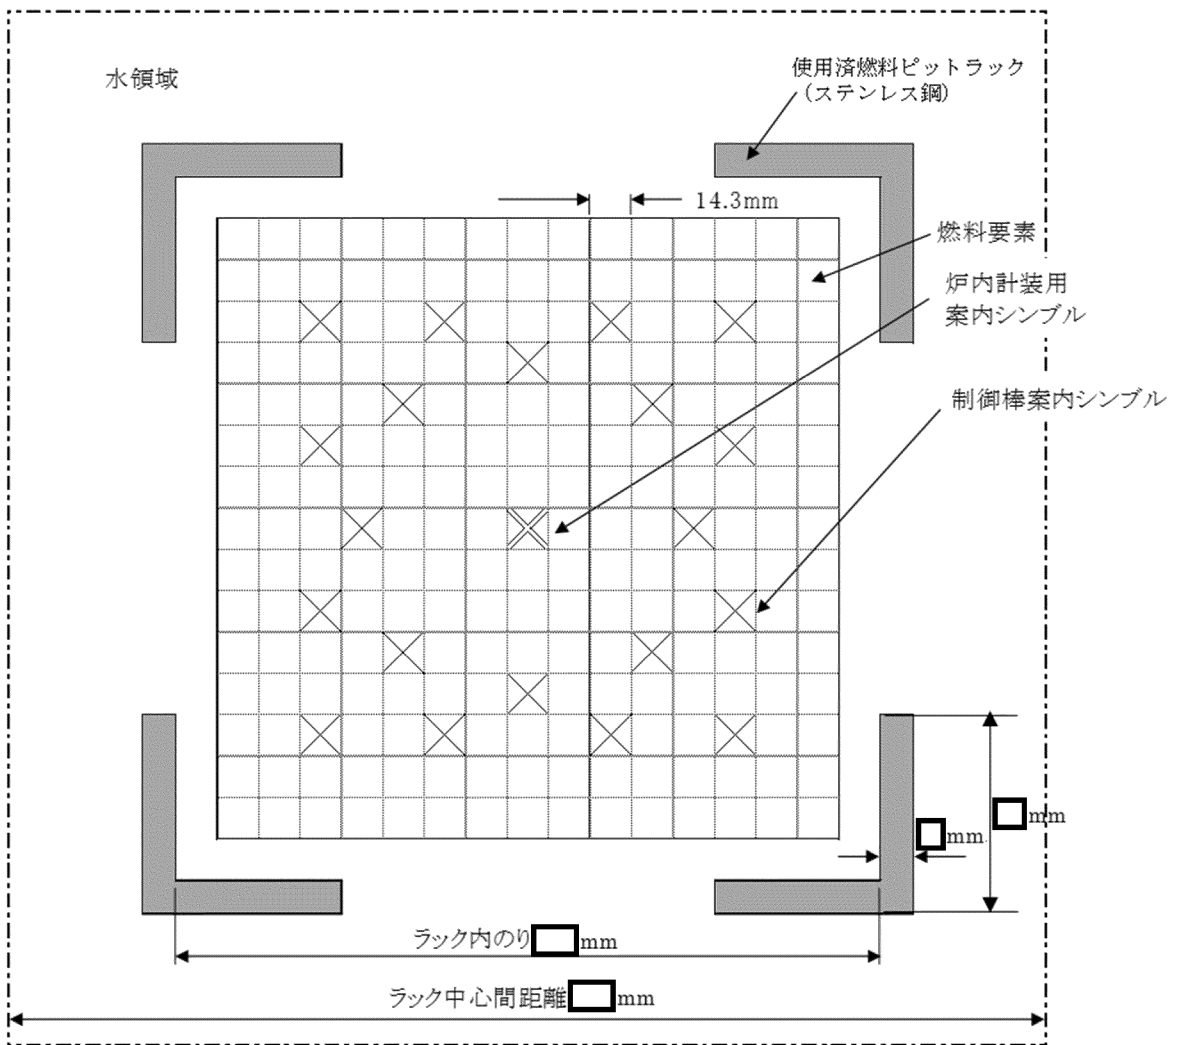 水領域
使用済燃料ピットラック
(ステンレス鋼)
14.3mm
燃料要素
炉内計装用
案内シンブル
制御棒案内シンブル
mm
mm
ラック内のり mm
ラック中心間距離 mm